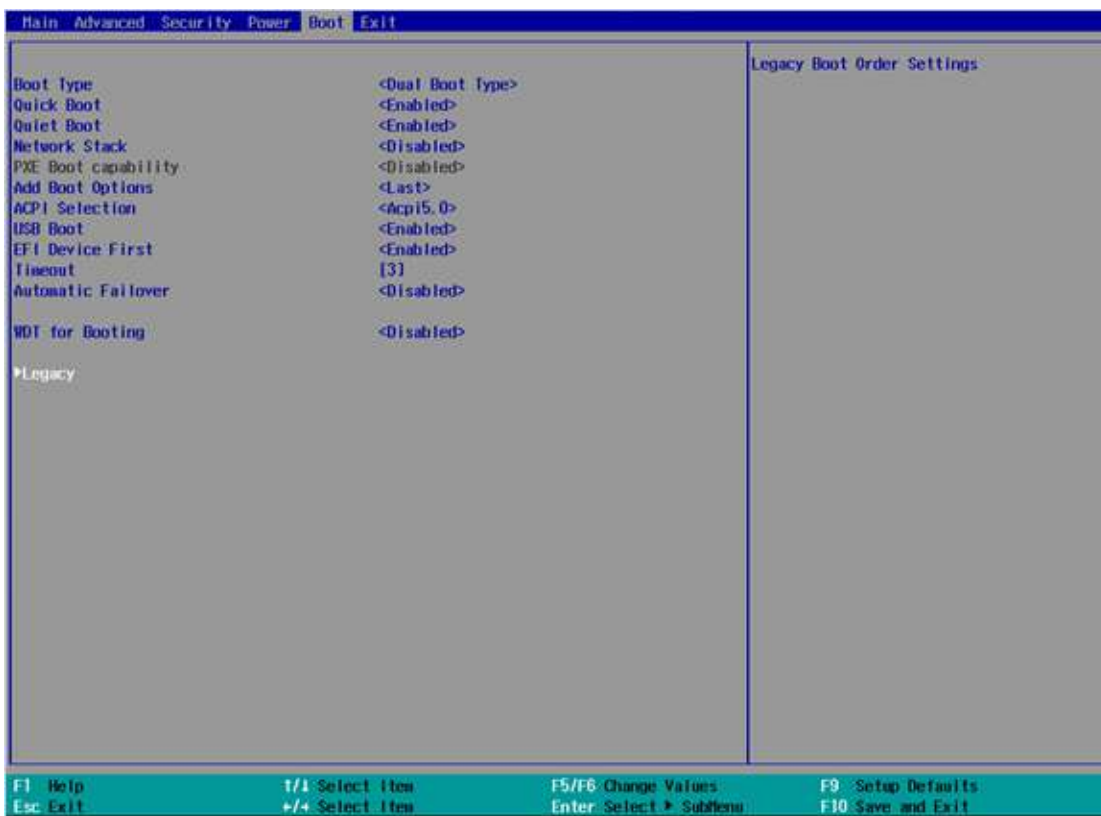 Main Advanced Security Power Boot Exit
Legacy Boot Order Settings
Boot Type <Dual Boot Type>
Quick Boot <Enabled>
Quiet Boot <Enabled>
Network Stack <Disabled>
PXE Boot capability <Disabled>
Add Boot Options <Last>
ACPI Selection <Acpi5.0>
USB Boot <Enabled>
EFI Device First <Enabled>
Timeout [3]
Automatic Failover <Disabled>
WDT for Booting <Disabled>
▶Legacy
F1 Help ↑/↓ Select Item F5/F6 Change Values F9 Setup Defaults
Esc Exit ←/→ Select Item Enter Select ▶ SubMenu F10 Save and Exit